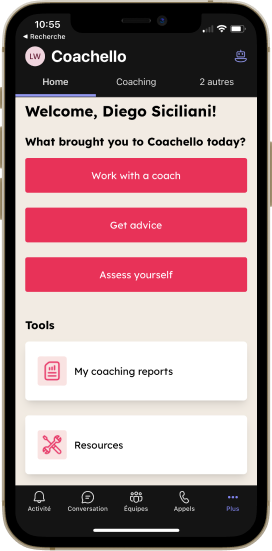 10:55
Recherche
LW
Coachello
Home
Coaching
2 autres
Welcome, Diego Siciliani!
What brought you to Coachello today?
Work with a coach
Get advice
Assess yourself
Tools
My coaching reports
Resources
Activité
Conversation
Équipes
Appels
Plus